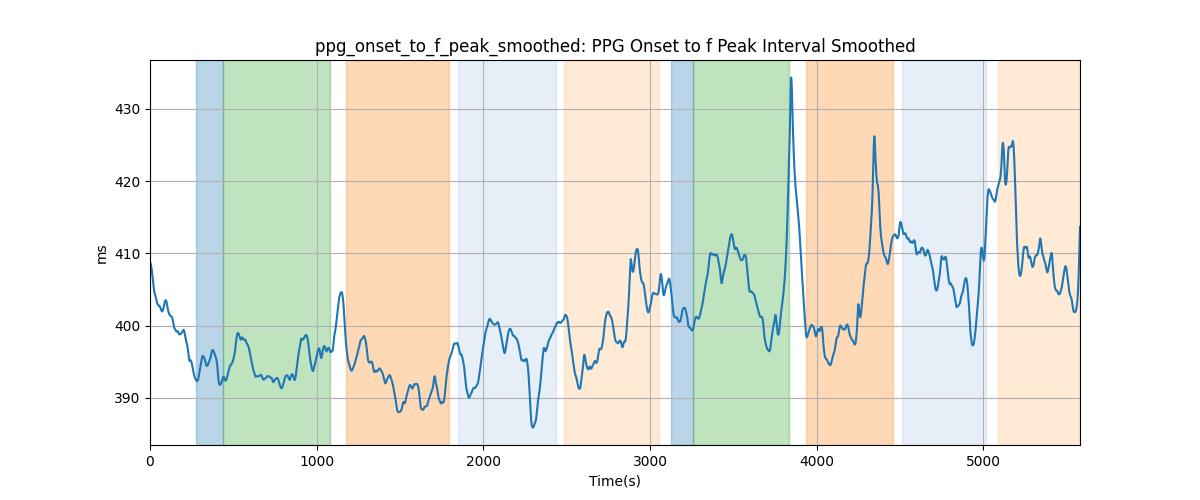 ppg_onset_to_f_peak_smoothed: PPG Onset to f Peak Interval Smoothed
430
420
410
400
390
ms
0 1000 2000 3000 4000 5000
Time(s)